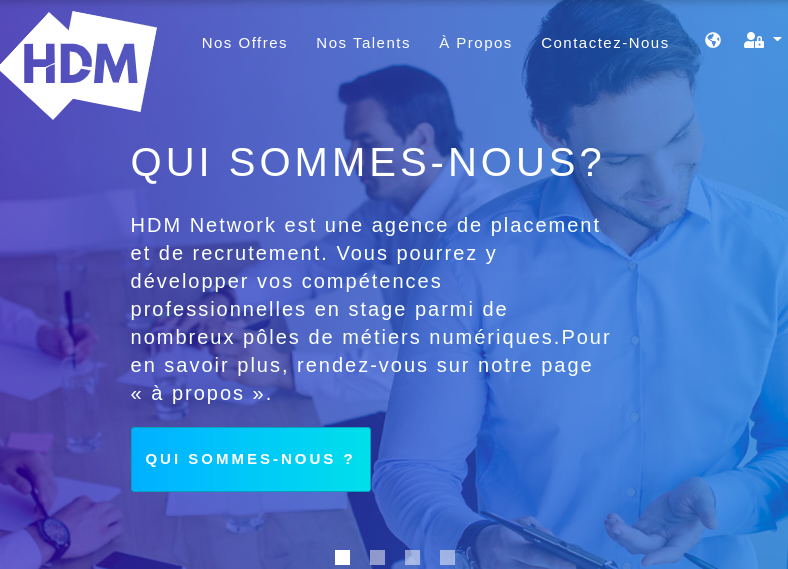 HDM
Nos Offres Nos Talents À Propos Contactez-Nous
QUI SOMMES-NOUS?
HDM Network est une agence de placement
et de recrutement. Vous pourrez y
développer vos compétences
professionnelles en stage parmi de
nombreux pôles de métiers numériques.Pour
en savoir plus, rendez-vous sur notre page
« à propos ».
QUI SOMMES-NOUS ?